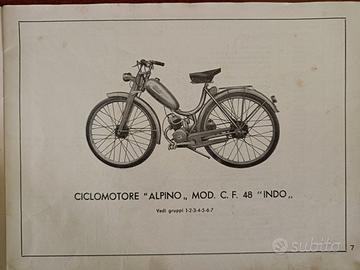 CICLOMOTORE "ALPINO„ MOD. C. F. 48 "INDO„
Vedi gruppi 1-2-3-4-5-6-7
subito
7